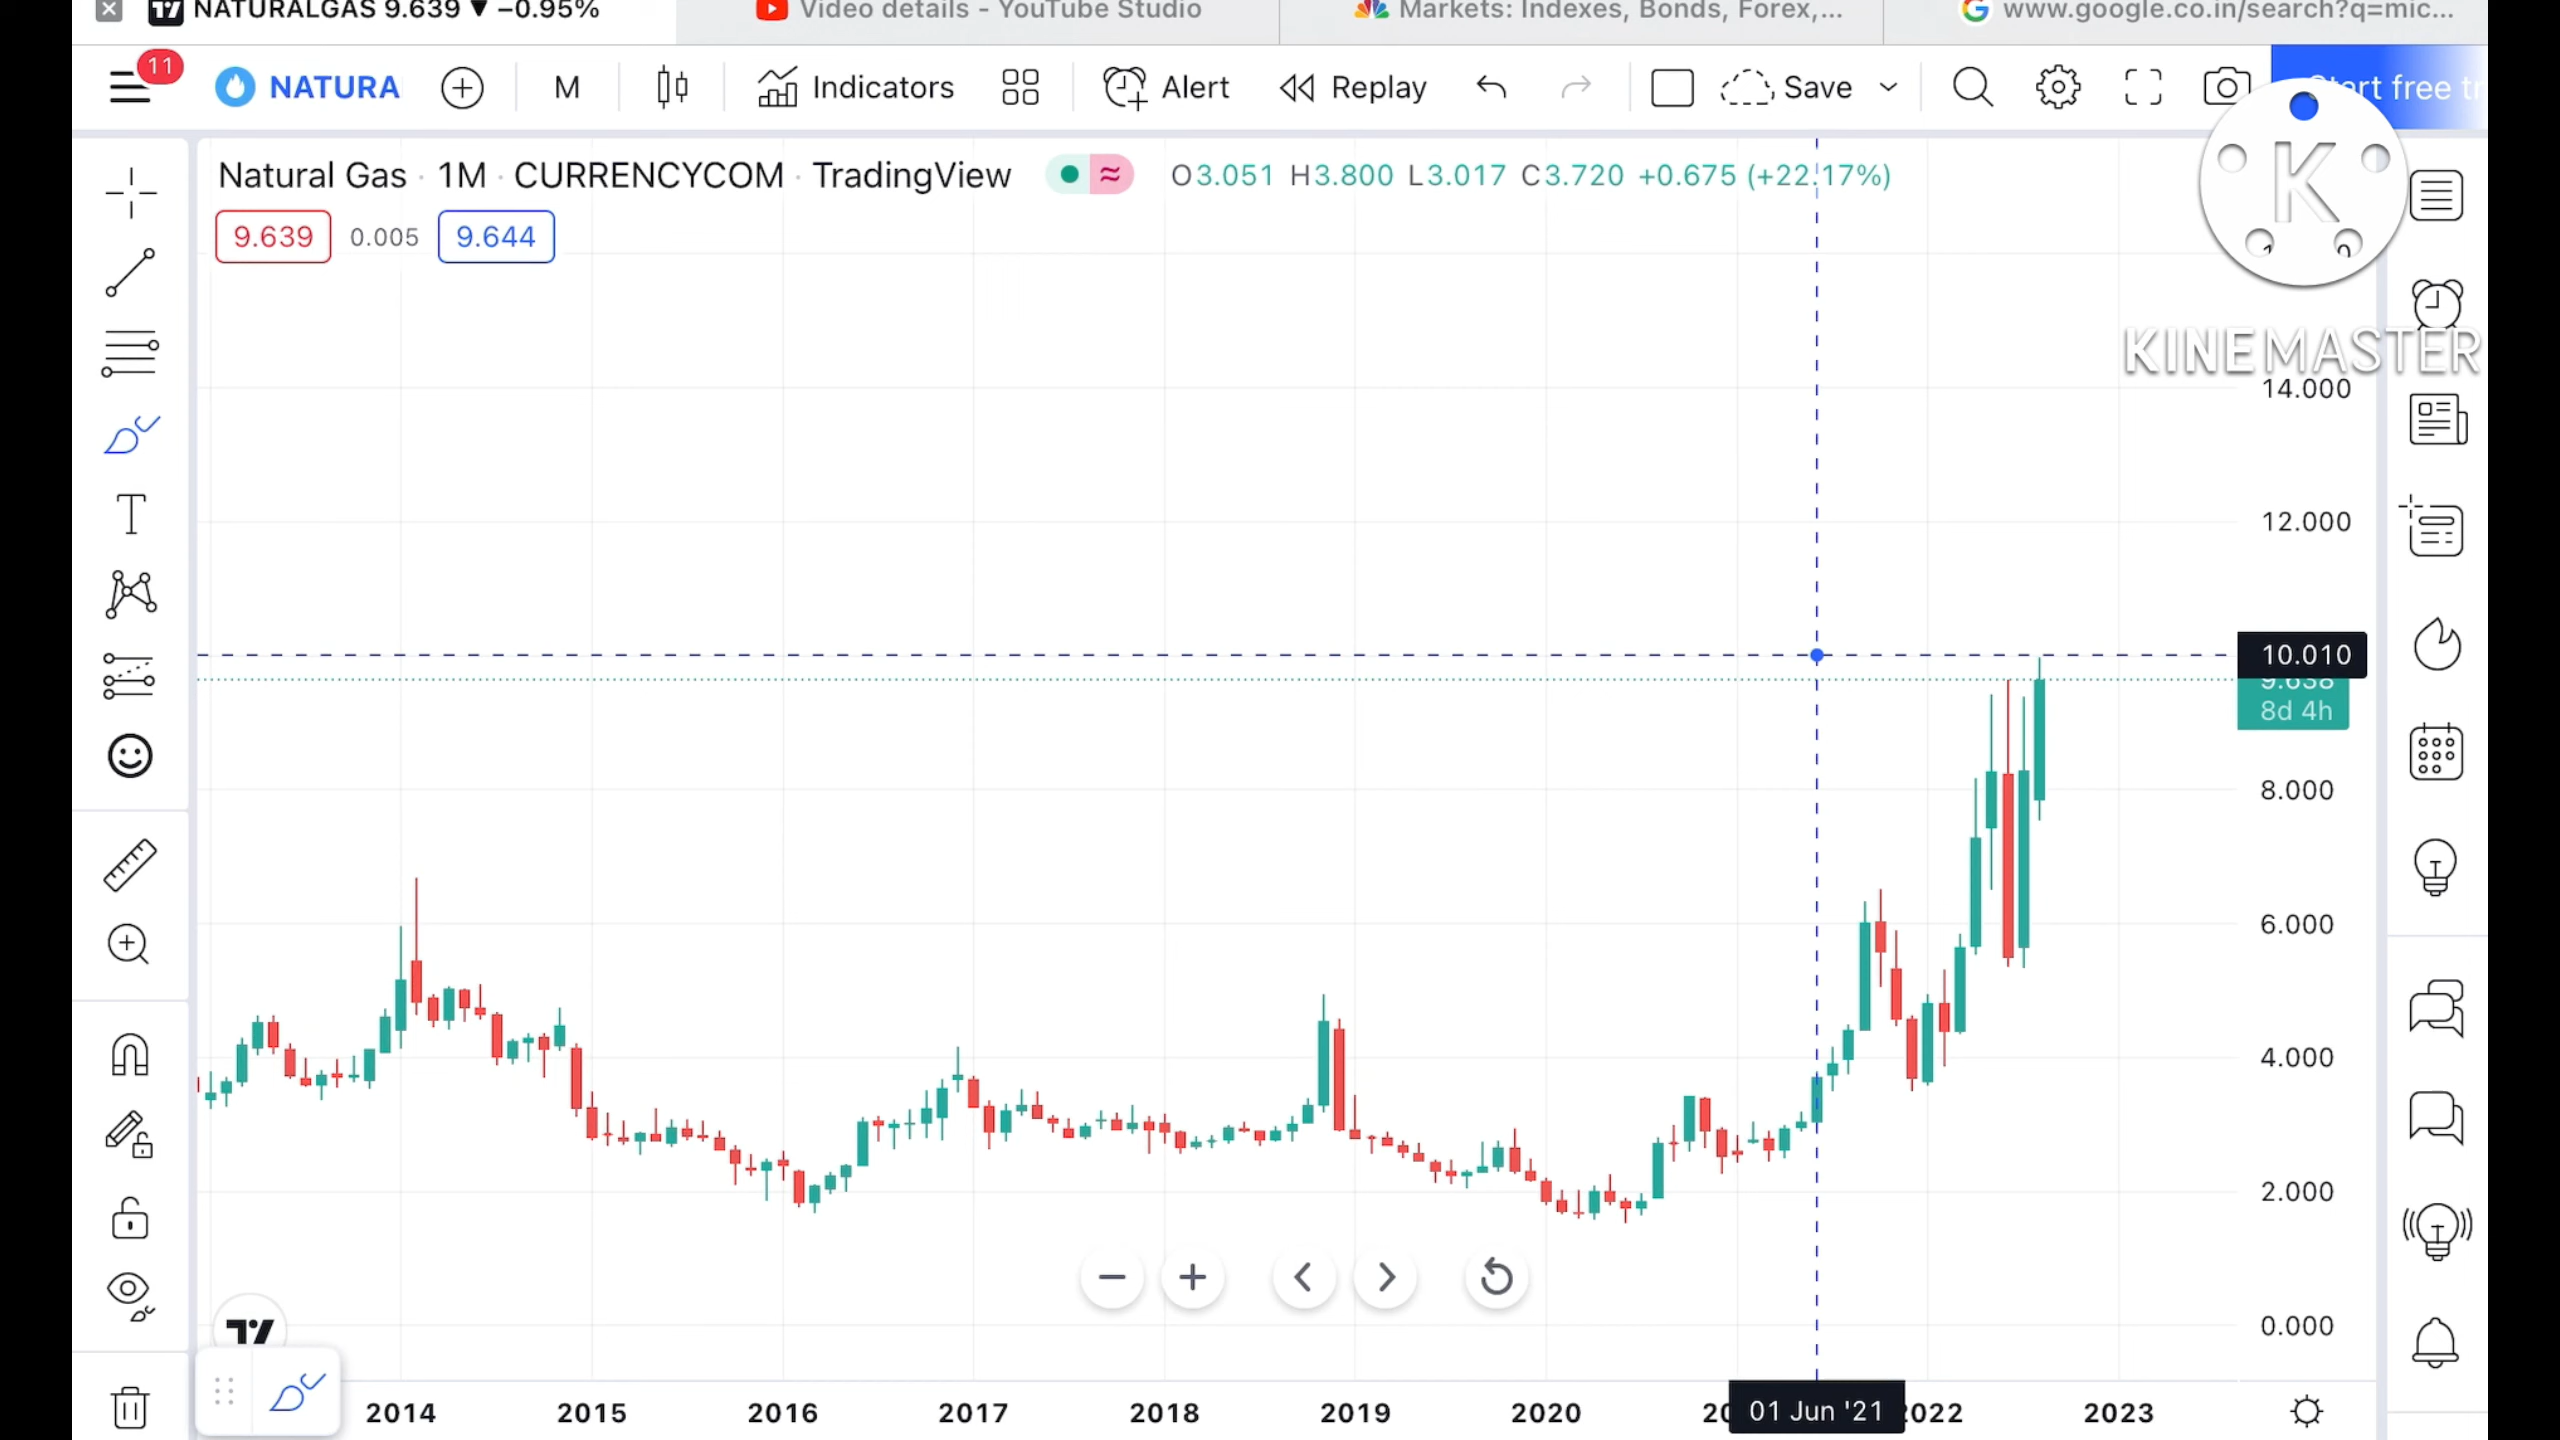 NATURALGAS 9.639 ▼ −0.95%
Video details - YouTube Studio
Markets: Indexes, Bonds, Forex,...
www.google.co.in/search?q=mic...
11
NATURA
M
Indicators
Alert
Replay
Save
Natural Gas · 1M · CURRENCYCOM · TradingView
O3.051 H3.800 L3.017 C3.720 +0.675 (+22.17%)
9.639 0.005 9.644
K
KINEMASTER
14.000
12.000
10.010
9.638
8d 4h
8.000
6.000
4.000
2.000
0.000
2014 2015 2016 2017 2018 2019 2020 01 Jun '21 2023